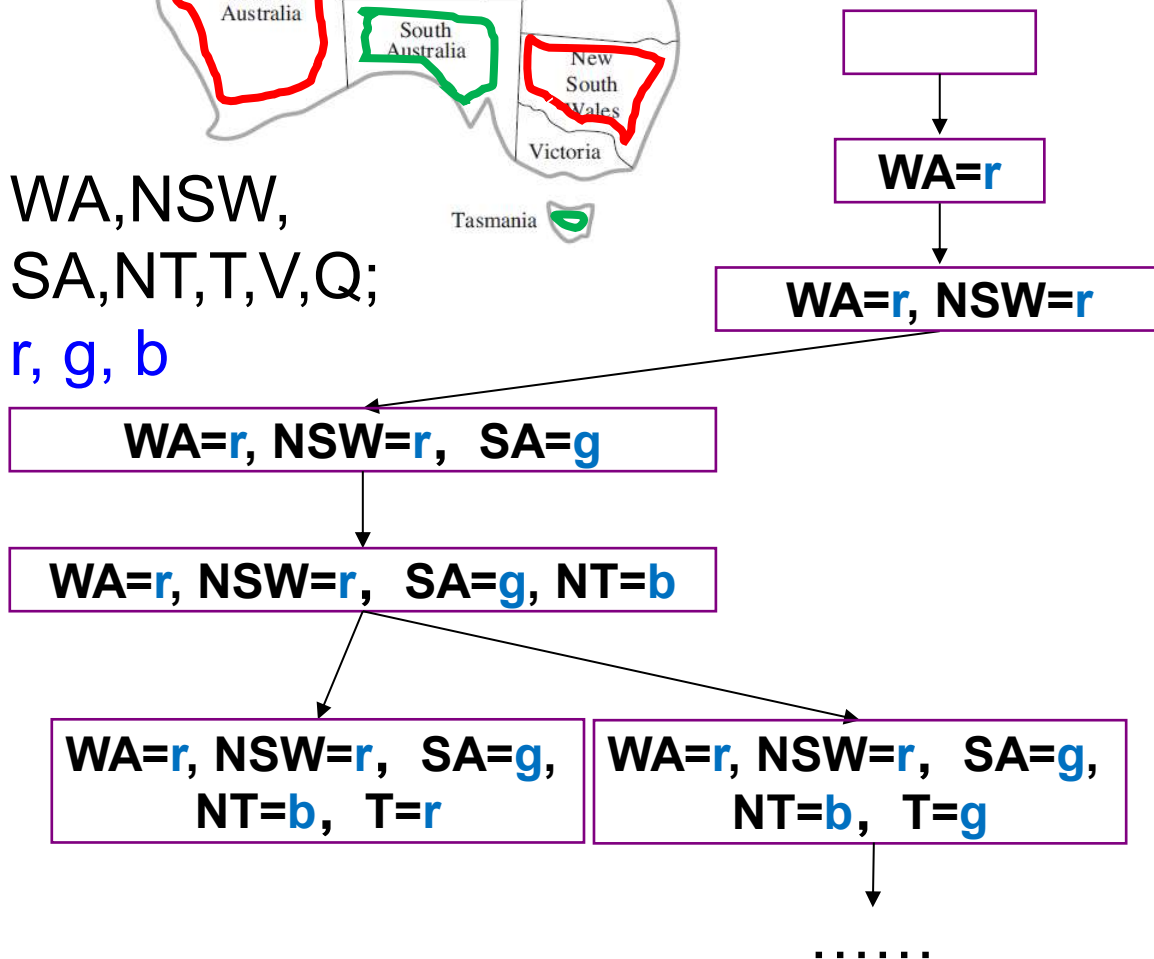 Australia
South
Australia
New
South
Wales
Victoria
Tasmania
WA,NSW,
SA,NT,T,V,Q;
r, g, b
WA=r
WA=r, NSW=r
WA=r, NSW=r, SA=g
WA=r, NSW=r, SA=g, NT=b
WA=r, NSW=r, SA=g,
NT=b, T=r
WA=r, NSW=r, SA=g,
NT=b, T=g
......